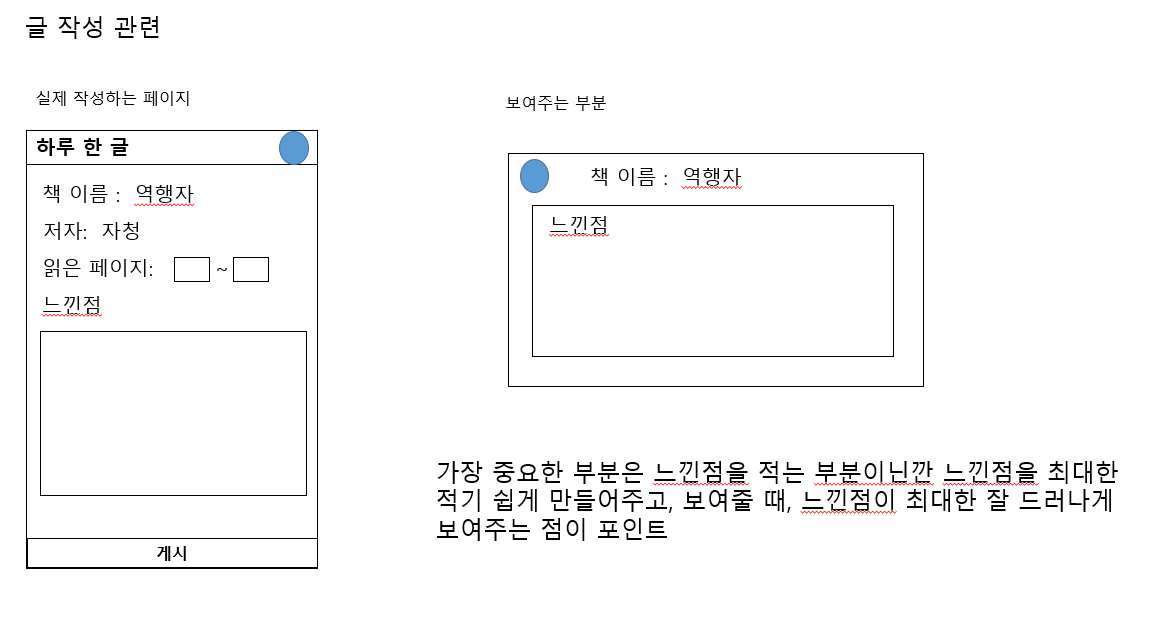 글 작성 관련
실제 작성하는 페이지
하루 한 글
책 이름 : 역행자
저자: 자청
읽은 페이지: ~
느낀점
게시
보여주는 부분
책 이름 : 역행자
느낀점
가장 중요한 부분은 느낀점을 적는 부분이닌깐 느낀점을 최대한
적기 쉽게 만들어주고, 보여줄 때, 느낀점이 최대한 잘 드러나게
보여주는 점이 포인트